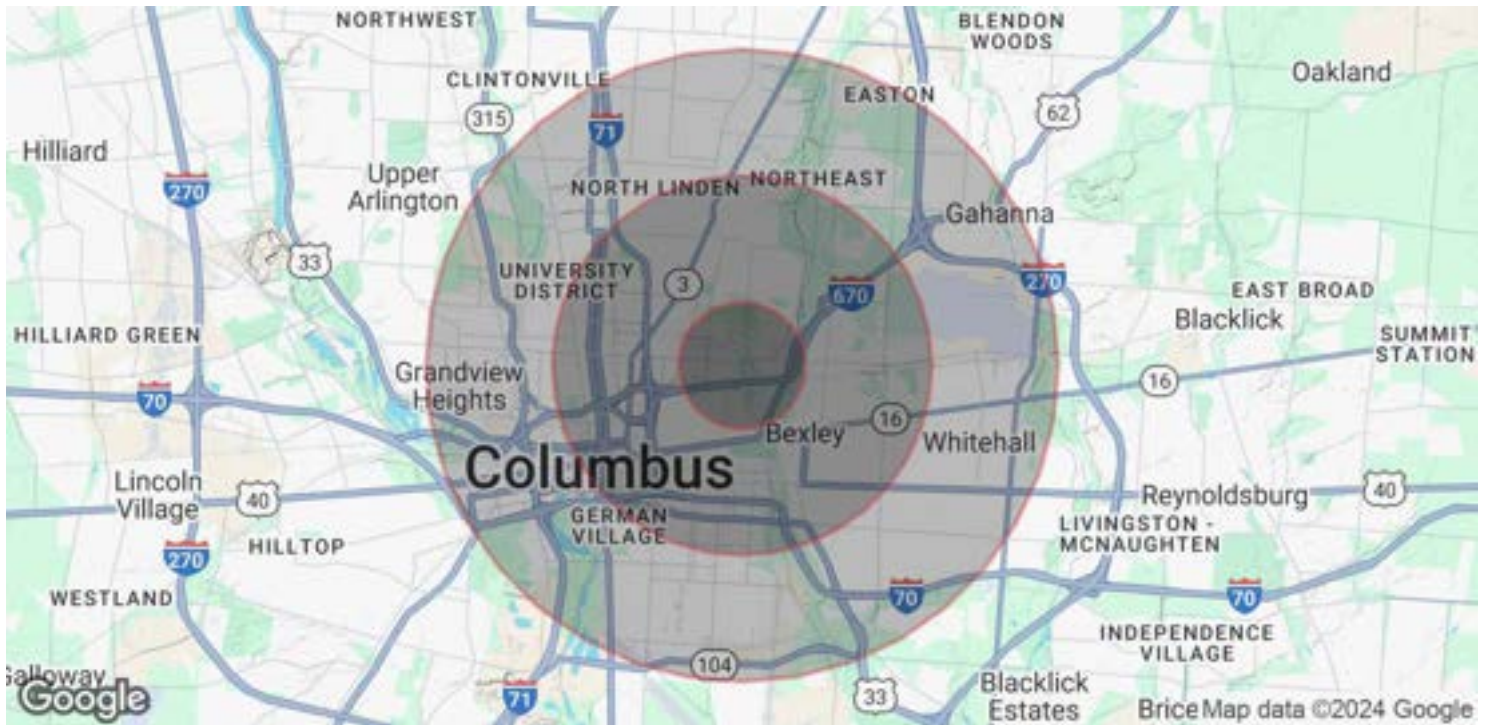 NORTHWEST
BLENDON
WOODS
Oakland
CLINTONVILLE
EASTON
315
71
62
Hilliard
270
Upper
Arlington
NORTH LINDEN
NORTHEAST
Gahanna
33
UNIVERSITY
DISTRICT
3
670
270
EAST BROAD
Blacklick
HILLIARD GREEN
SUMMIT
STATION
70
Grandview
Heights
16
16
Bexley
Whitehall
Columbus
Lincoln
Village
40
Reynoldsburg
40
GERMAN
VILLAGE
LIVINGSTON -
MCNAUGHTEN
HILLTOP
270
WESTLAND
70
70
INDEPENDENCE
VILLAGE
104
Galloway
Google
71
33
Blacklick
Estates
Brice
Map data ©2024 Google